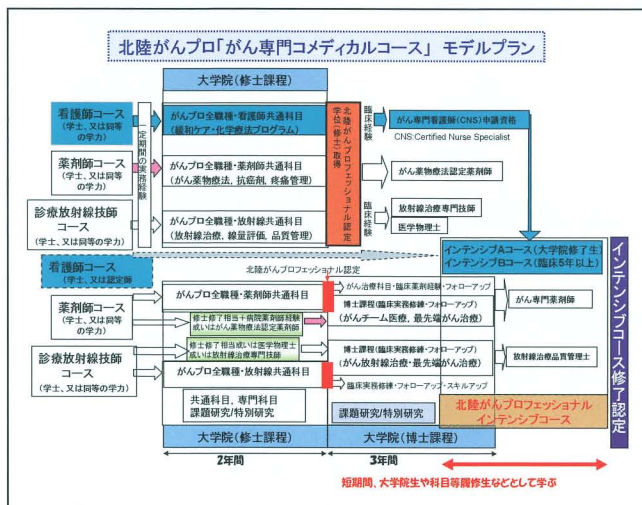 北陸がんプロ「がん専門コメディカルコース」 モデルプラン
大学院(修士課程)
看護師コース
(学士、又は同等
の学力)
薬剤師コース
(学士、又は同等
の学力)
診療放射線技師
コース
(学士、又は同等の学力)
一定期間の実務経験
がんプロ全職種・看護師共通科目
(緩和ケア・化学療法プログラム)
がんプロ全職種・薬剤師共通科目
(がん薬物療法、抗癌剤、疼痛管理)
がんプロ全職種・放射線共通科目
(放射線治療、線量評価、品質管理)
北陸がんプロフェッショナル認定
学位(修士)取得
臨床経験
がん専門看護師(CNS)申請資格
CNS:Certified Nurse Specialist
がん薬物療法認定薬剤師
臨床経験
放射線治療専門技師
医学物理士
看護師コース
(学士、又は認定師
インテンシブAコース(大学院修了生)
インテンシブBコース(臨床5年以上)
北陸がんプロフェッショナル認定
薬剤師コース
(学士、又は同等
の学力)
がんプロ全職種・薬剤師共通科目
修士修了相当+病院薬剤師経験
或いはがん薬物療法認定薬剤師
がん治療科目・臨床薬剤経験・フォローアップ
博士課程(臨床実務修練・フォローアップ)
(がんチーム医療、最先端がん治療)
がん専門薬剤師
診療放射線技師
コース
(学士、又は同等の学力)
修士修了相当或いは医学物理士
或いは放射線治療専門技師
がんプロ全職種・放射線共通科目
博士課程(臨床実務修練・フォローアップ)
(がん放射線治療・最先端がん治療)
放射線治療品質管理士
臨床実務修練・フォローアップ・スキルアップ
共通科目、専門科目
課題研究/特別研究
課題研究/特別研究
北陸がんプロフェッショナル
インテンシブコース
インテンシブコース修了認定
大学院(修士課程)
大学院(博士課程)
2年間
3年間
短期間、大学院生や科目等履修生などとして学ぶ